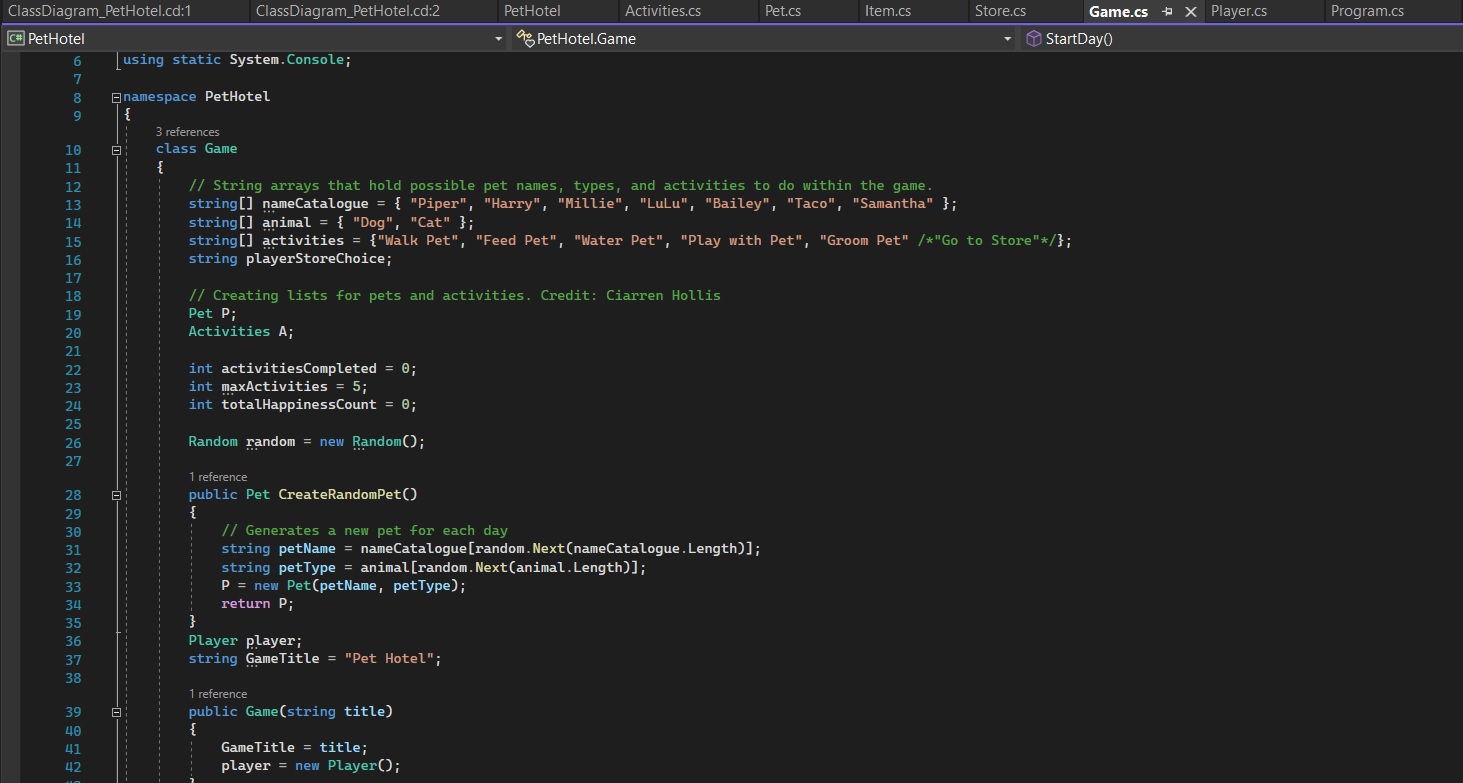 ClassDiagram_PetHotel.cd:1 ClassDiagram_PetHotel.cd:2 PetHotel Activities.cs Pet.cs Item.cs Store.cs Game.cs Player.cs Program.cs
C# PetHotel PetHotel.Game StartDay()
6 using static System.Console;
7
8 namespace PetHotel
9 {
3 references
10 class Game
11 {
12 // String arrays that hold possible pet names, types, and activities to do within the game.
13 string[] nameCatalogue = { "Piper", "Harry", "Millie", "LuLu", "Bailey", "Taco", "Samantha" };
14 string[] animal = { "Dog", "Cat" };
15 string[] activities = {"Walk Pet", "Feed Pet", "Water Pet", "Play with Pet", "Groom Pet" /*"Go to Store"*/};
16 string playerStoreChoice;
17
18 // Creating lists for pets and activities. Credit: Ciarren Hollis
19 Pet P;
20 Activities A;
21
22 int activitiesCompleted = 0;
23 int maxActivities = 5;
24 int totalHappinessCount = 0;
25
26 Random random = new Random();
27
1 reference
28 public Pet CreateRandomPet()
29 {
30 // Generates a new pet for each day
31 string petName = nameCatalogue[random.Next(nameCatalogue.Length)];
32 string petType = animal[random.Next(animal.Length)];
33 P = new Pet(petName, petType);
34 return P;
35 }
36 Player player;
37 string GameTitle = "Pet Hotel";
38
1 reference
39 public Game(string title)
40 {
41 GameTitle = title;
42 player = new Player();